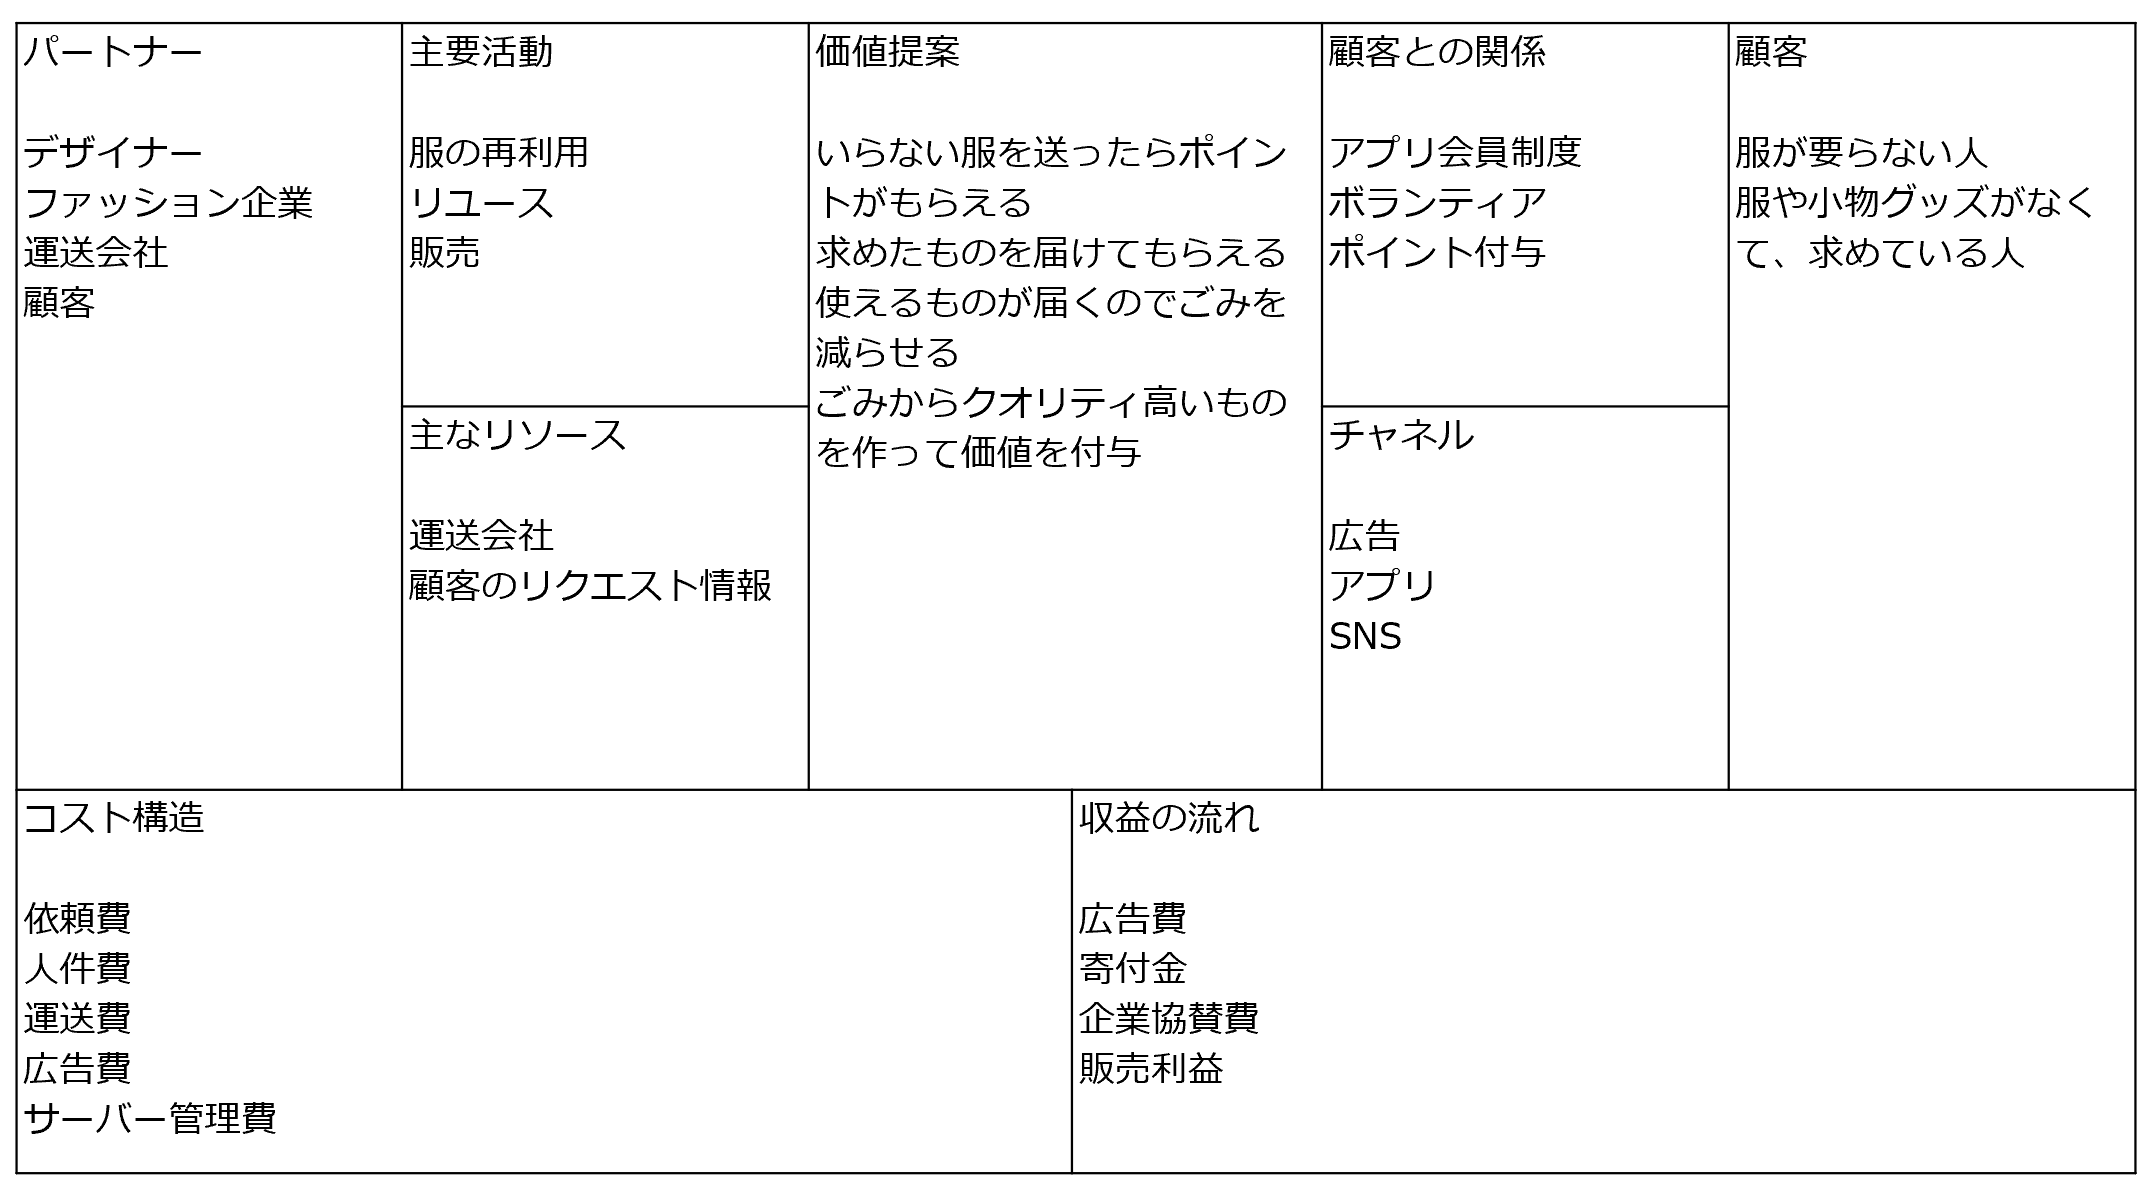 パートナー
デザイナー
ファッション企業
運送会社
顧客
主要活動
服の再利用
リユース
販売
主なリソース
運送会社
顧客のリクエスト情報
価値提案
いらない服を送ったらポイン
トがもらえる
求めたものを届けてもらえる
使えるものが届くのでごみを
減らせる
ごみからクオリティ高いもの
を作って価値を付与
顧客との関係
アプリ会員制度
ボランティア
ポイント付与
チャネル
広告
アプリ
SNS
顧客
服が要らない人
服や小物グッズがなく
て、求めている人
コスト構造
依頼費
人件費
運送費
広告費
サーバー管理費
収益の流れ
広告費
寄付金
企業協賛費
販売利益